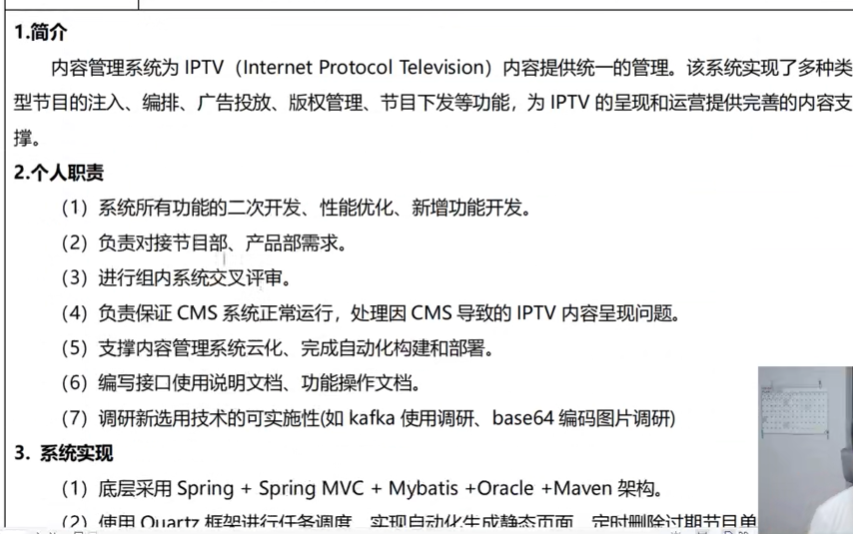 1.简介
内容管理系统为 IPTV（Internet Protocol Television）内容提供统一的管理。该系统实现了多种类
型节目的注入、编排、广告投放、版权管理、节目下发等功能，为 IPTV 的呈现和运营提供完善的内容支
撑。
2.个人职责
（1）系统所有功能的二次开发、性能优化、新增功能开发。
（2）负责对接节目部、产品部需求。
（3）进行组内系统交叉评审。
（4）负责保证 CMS 系统正常运行，处理因 CMS 导致的 IPTV 内容呈现问题。
（5）支撑内容管理系统云化、完成自动化构建和部署。
（6）编写接口使用说明文档、功能操作文档。
（7）调研新选用技术的可实施性(如 kafka 使用调研、base64 编码图片调研)
3. 系统实现
（1）底层采用 Spring + Spring MVC + Mybatis +Oracle +Maven 架构。
（2）使用 Quartz 框架进行任务调度，实现自动化生成静态页面，定时删除过期节目单